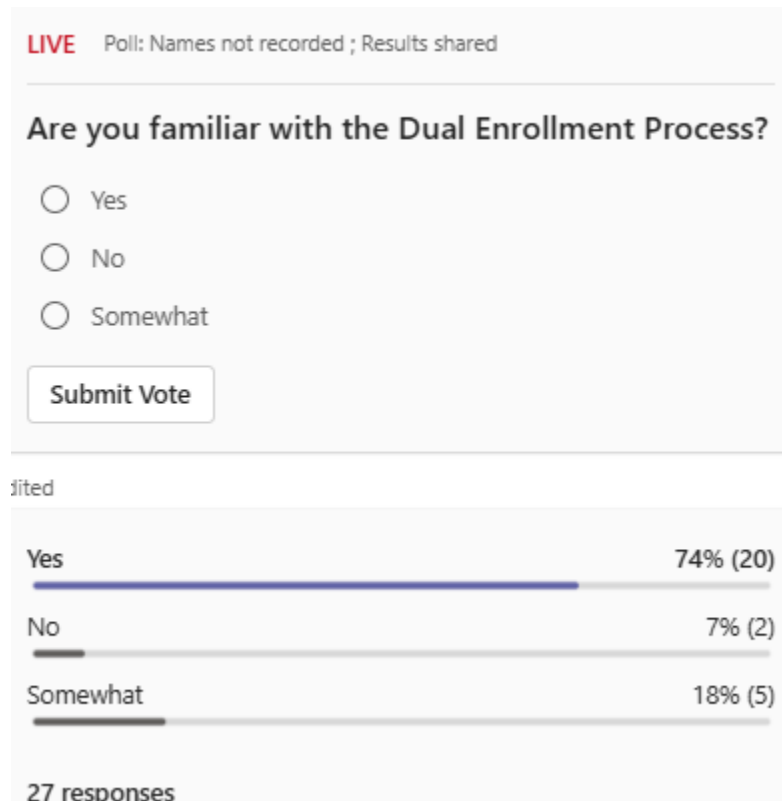 LIVE Poll: Names not recorded ; Results shared
Are you familiar with the Dual Enrollment Process?
Yes
No
Somewhat
Submit Vote
dited
Yes 74% (20)
No 7% (2)
Somewhat 18% (5)
27 responses